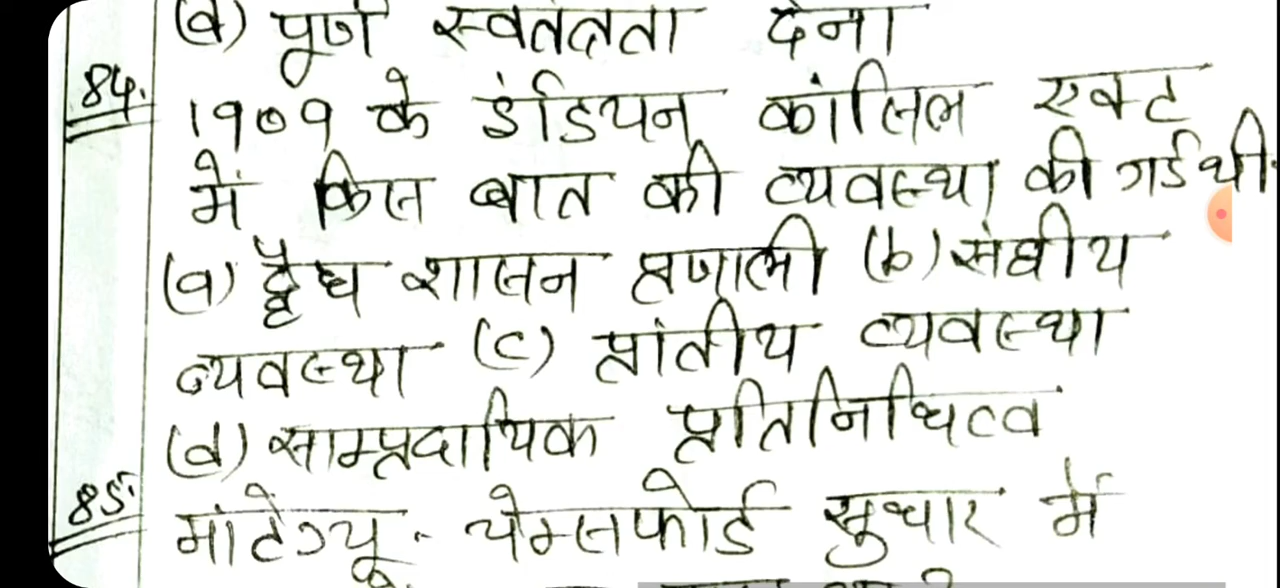 (d) पूर्ण स्वतंत्रता देना
84. 1909 के इंडियन कांसिल एक्ट
में किस बात की व्यवस्था की गई थी
(a) द्वैध शासन प्रणाली (b) संघीय
व्यवस्था (c) प्रांतीय व्यवस्था
(d) साम्प्रदायिक प्रतिनिधित्व
85. मांटेग्यू - चेम्सफोर्ड सुधार में